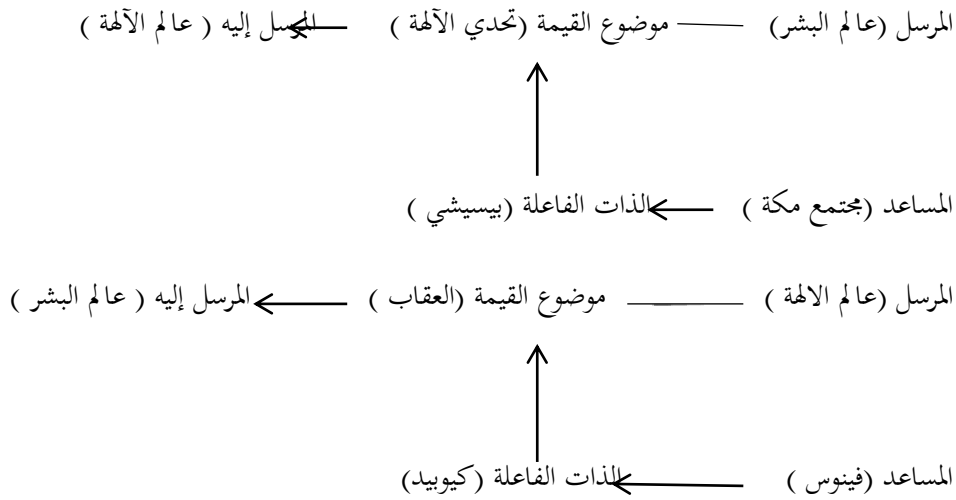 المرسل (عالم البشر) موضوع القيمة (تحدي الآلهة ) المرسل إليه ( عالم الآلهة )
المساعد (مجتمع مكة ) الذات الفاعلة (بيسيشي )
المرسل (عالم الالهة ) موضوع القيمة (العقاب ) المرسل إليه ( عالم البشر )
المساعد (فينوس ) الذات الفاعلة (كيوبيد)